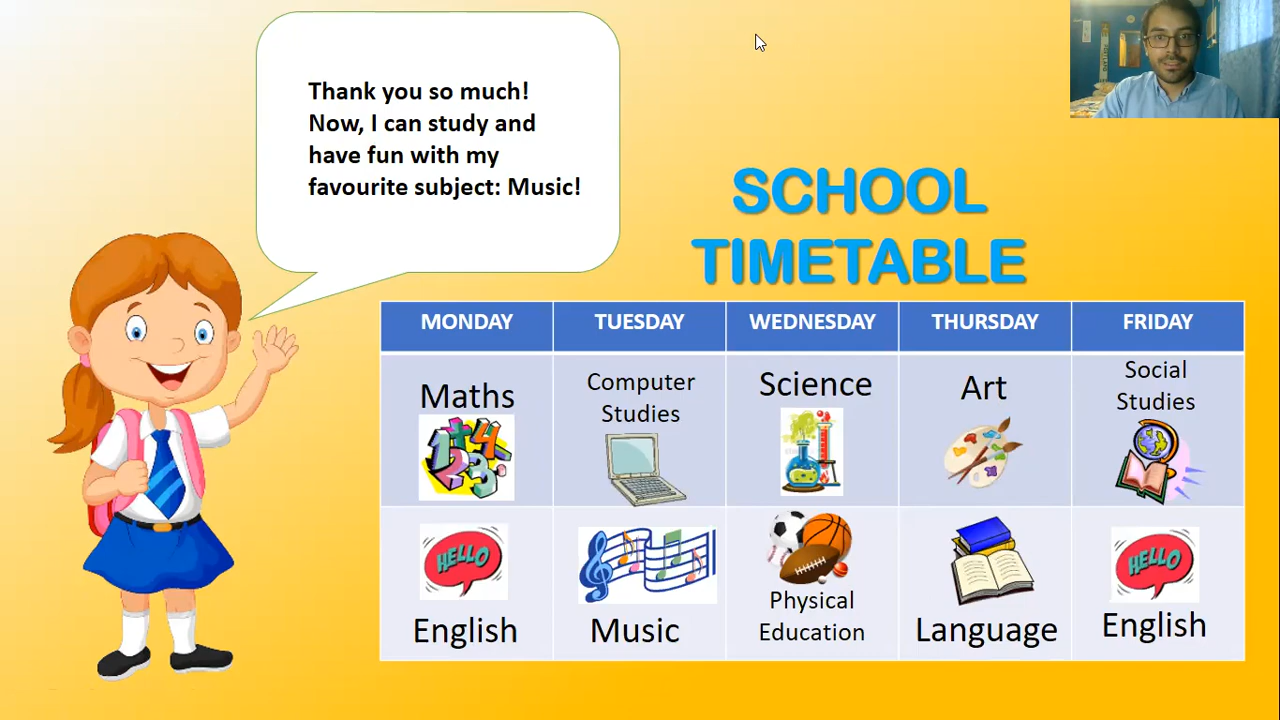 Thank you so much!
Now, I can study and
have fun with my
favourite subject: Music!
SCHOOL
TIMETABLE
MONDAY
TUESDAY
WEDNESDAY
THURSDAY
FRIDAY
Maths
Computer
Studies
Science
Art
Social
Studies
HELLO
English
Music
Physical
Education
Language
HELLO
English